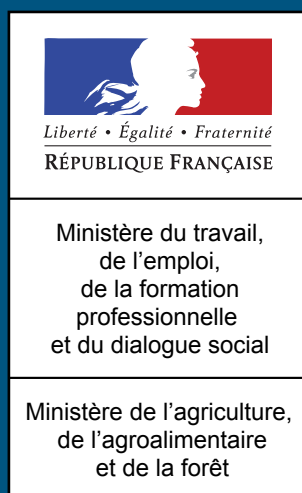 Liberté • Égalité • Fraternité
RÉPUBLIQUE FRANÇAISE
Ministère du travail,
de l’emploi,
de la formation
professionnelle
et du dialogue social
Ministère de l’agriculture,
de l’agroalimentaire
et de la forêt